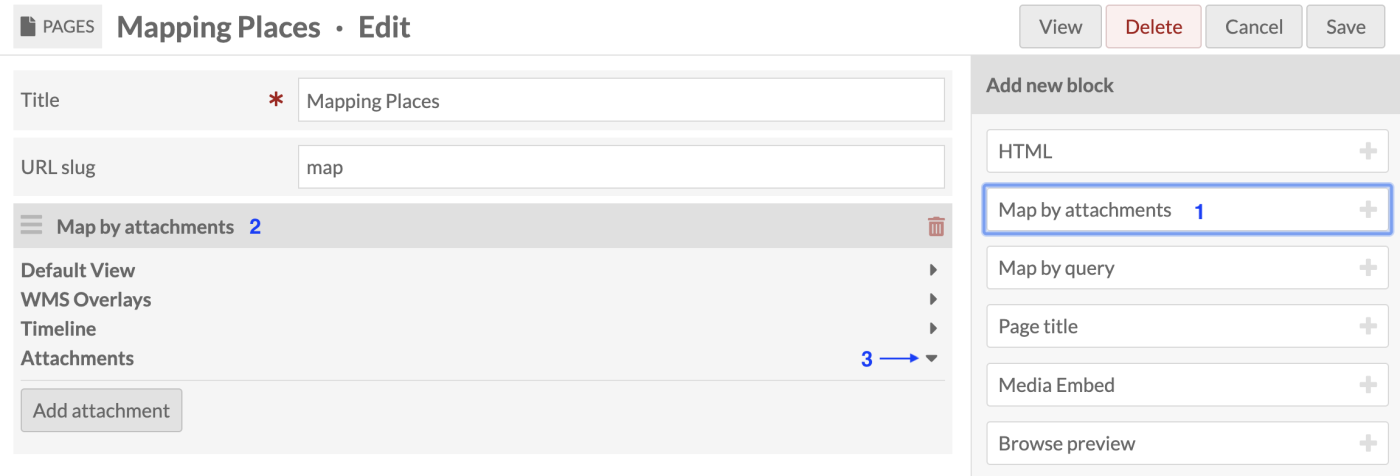 PAGES Mapping Places · Edit View Delete Cancel Save
Title * Mapping Places
URL slug map
Map by attachments 2
Default View
WMS Overlays
Timeline
Attachments 3
Add attachment
Add new block
HTML
Map by attachments 1
Map by query
Page title
Media Embed
Browse preview